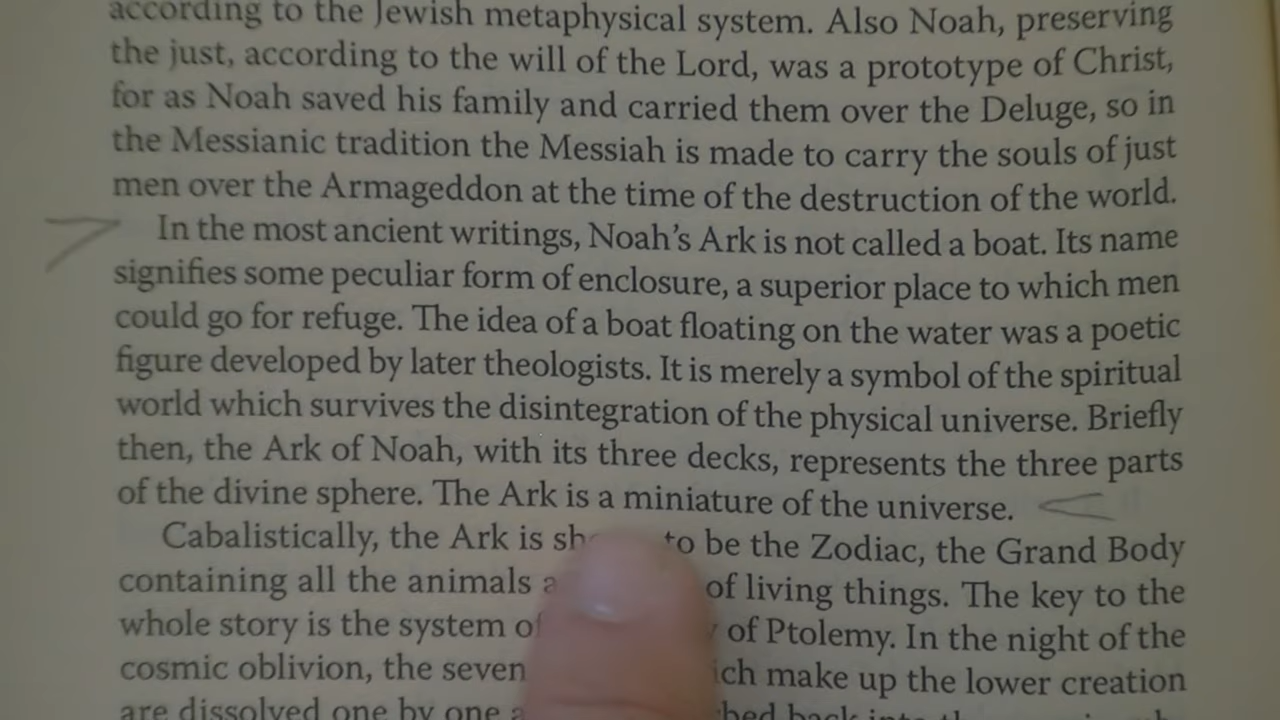 according to the Jewish metaphysical system. Also Noah, preserving
the just, according to the will of the Lord, was a prototype of Christ,
for as Noah saved his family and carried them over the Deluge, so in
the Messianic tradition the Messiah is made to carry the souls of just
men over the Armageddon at the time of the destruction of the world.
In the most ancient writings, Noah's Ark is not called a boat. Its name
signifies some peculiar form of enclosure, a superior place to which men
could go for refuge. The idea of a boat floating on the water was a poetic
figure developed by later theologists. It is merely a symbol of the spiritual
world which survives the disintegration of the physical universe. Briefly
then, the Ark of Noah, with its three decks, represents the three parts
of the divine sphere. The Ark is a miniature of the universe.
Cabalistically, the Ark is to be the Zodiac, the Grand Body
containing all the animals of living things. The key to the
whole story is the system of of Ptolemy. In the night of the
cosmic oblivion, the seven make up the lower creation
are dissolved one by one back into